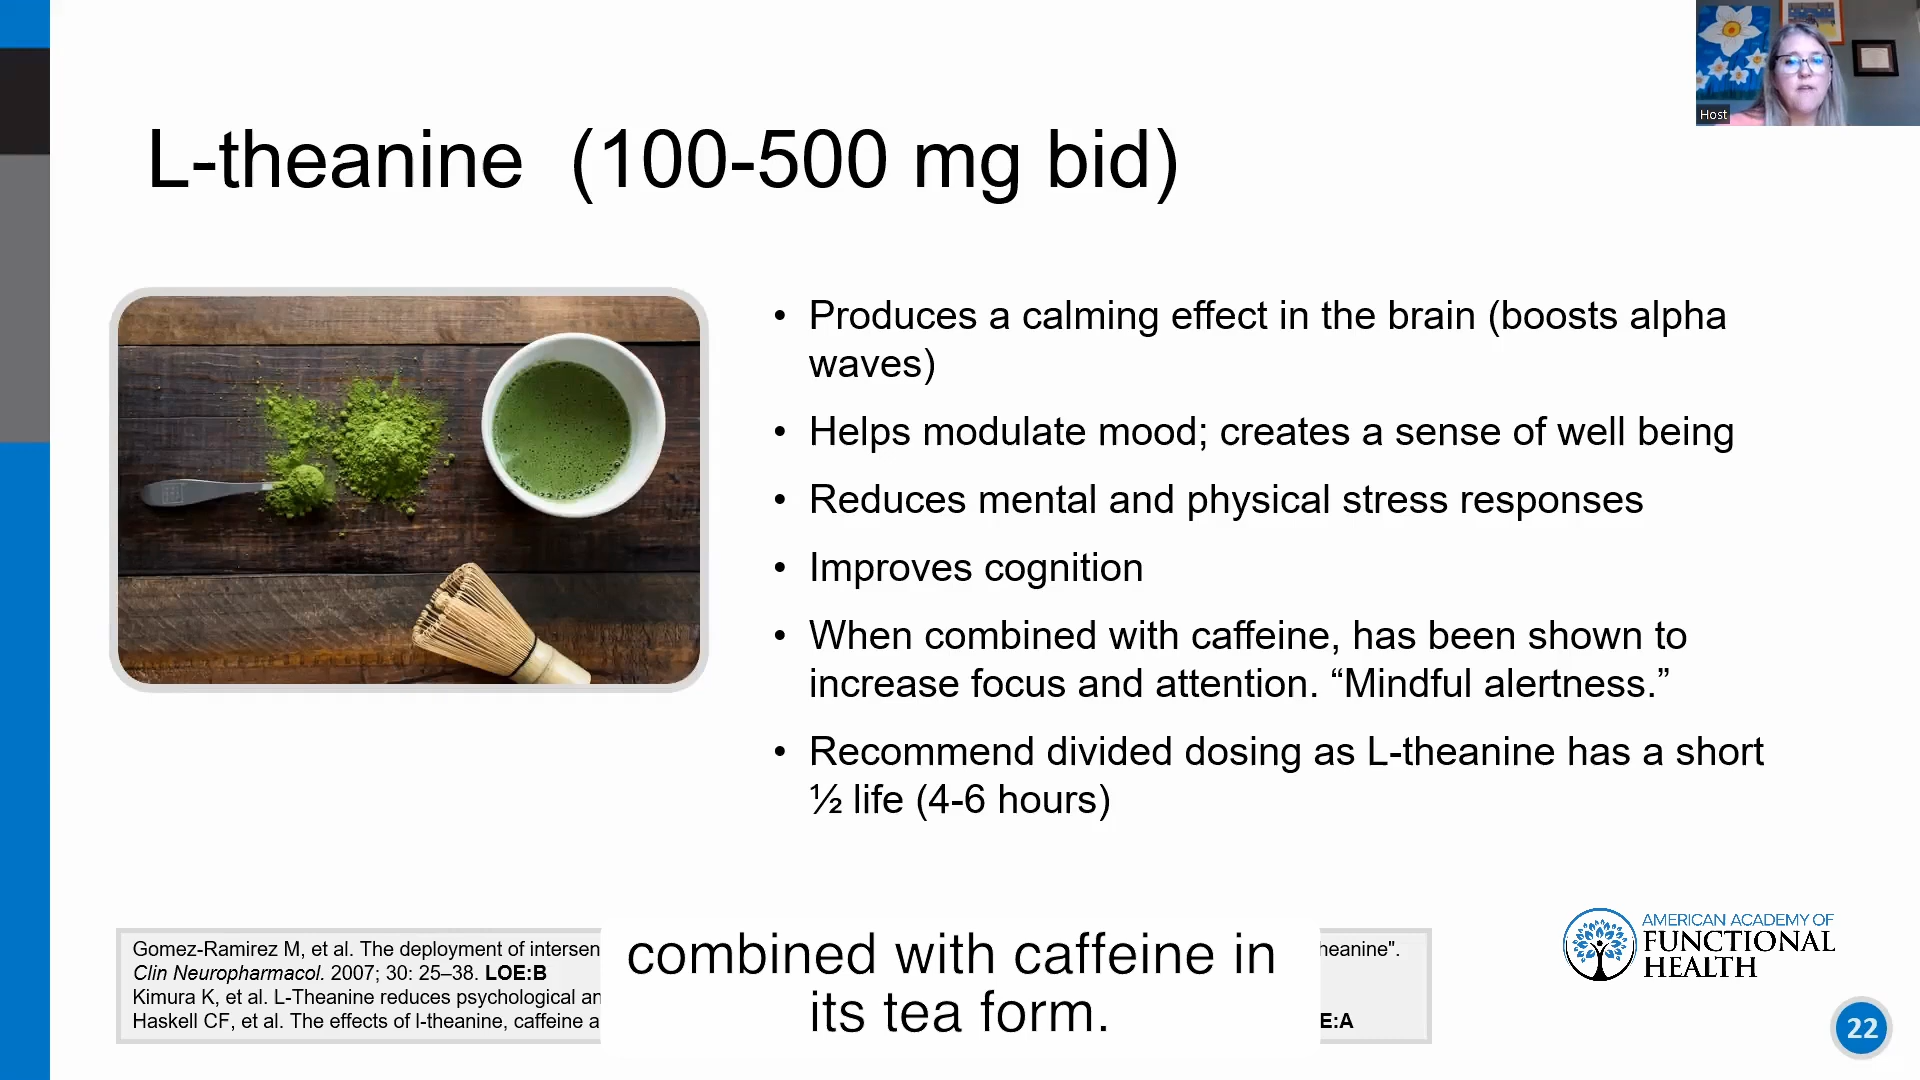 Host
L-theanine (100-500 mg bid)
• Produces a calming effect in the brain (boosts alpha
waves)
• Helps modulate mood; creates a sense of well being
• Reduces mental and physical stress responses
• Improves cognition
• When combined with caffeine, has been shown to
increase focus and attention. “Mindful alertness.”
• Recommend divided dosing as L-theanine has a short
½ life (4-6 hours)
Gomez-Ramirez M, et al. The deployment of intersen
heanine".
Clin Neuropharmacol. 2007; 30: 25–38. LOE:B
Kimura K, et al. L-Theanine reduces psychological an
Haskell CF, et al. The effects of l-theanine, caffeine a
E:A
combined with caffeine in
its tea form.
AMERICAN ACADEMY OF
FUNCTIONAL
HEALTH
22